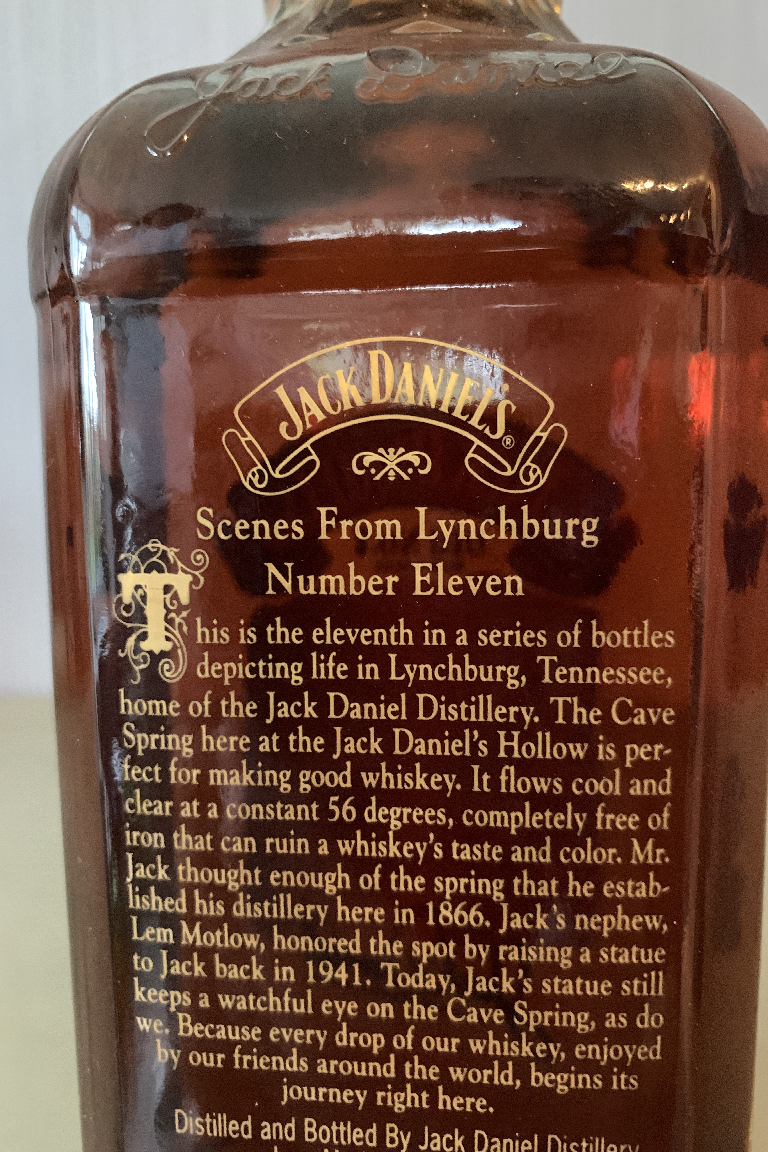 Jack Daniel
JACK DANIEL'S®
Scenes From Lynchburg
Number Eleven
This is the eleventh in a series of bottles
depicting life in Lynchburg, Tennessee,
home of the Jack Daniel Distillery. The Cave
Spring here at the Jack Daniel's Hollow is per-
fect for making good whiskey. It flows cool and
clear at a constant 56 degrees, completely free of
iron that can ruin a whiskey's taste and color. Mr.
Jack thought enough of the spring that he estab-
lished his distillery here in 1866. Jack's nephew,
Lem Motlow, honored the spot by raising a statue
to Jack back in 1941. Today, Jack's statue still
keeps a watchful eye on the Cave Spring, as do
we. Because every drop of our whiskey, enjoyed
by our friends around the world, begins its
journey right here.
Distilled and Bottled By Jack Daniel Distillery